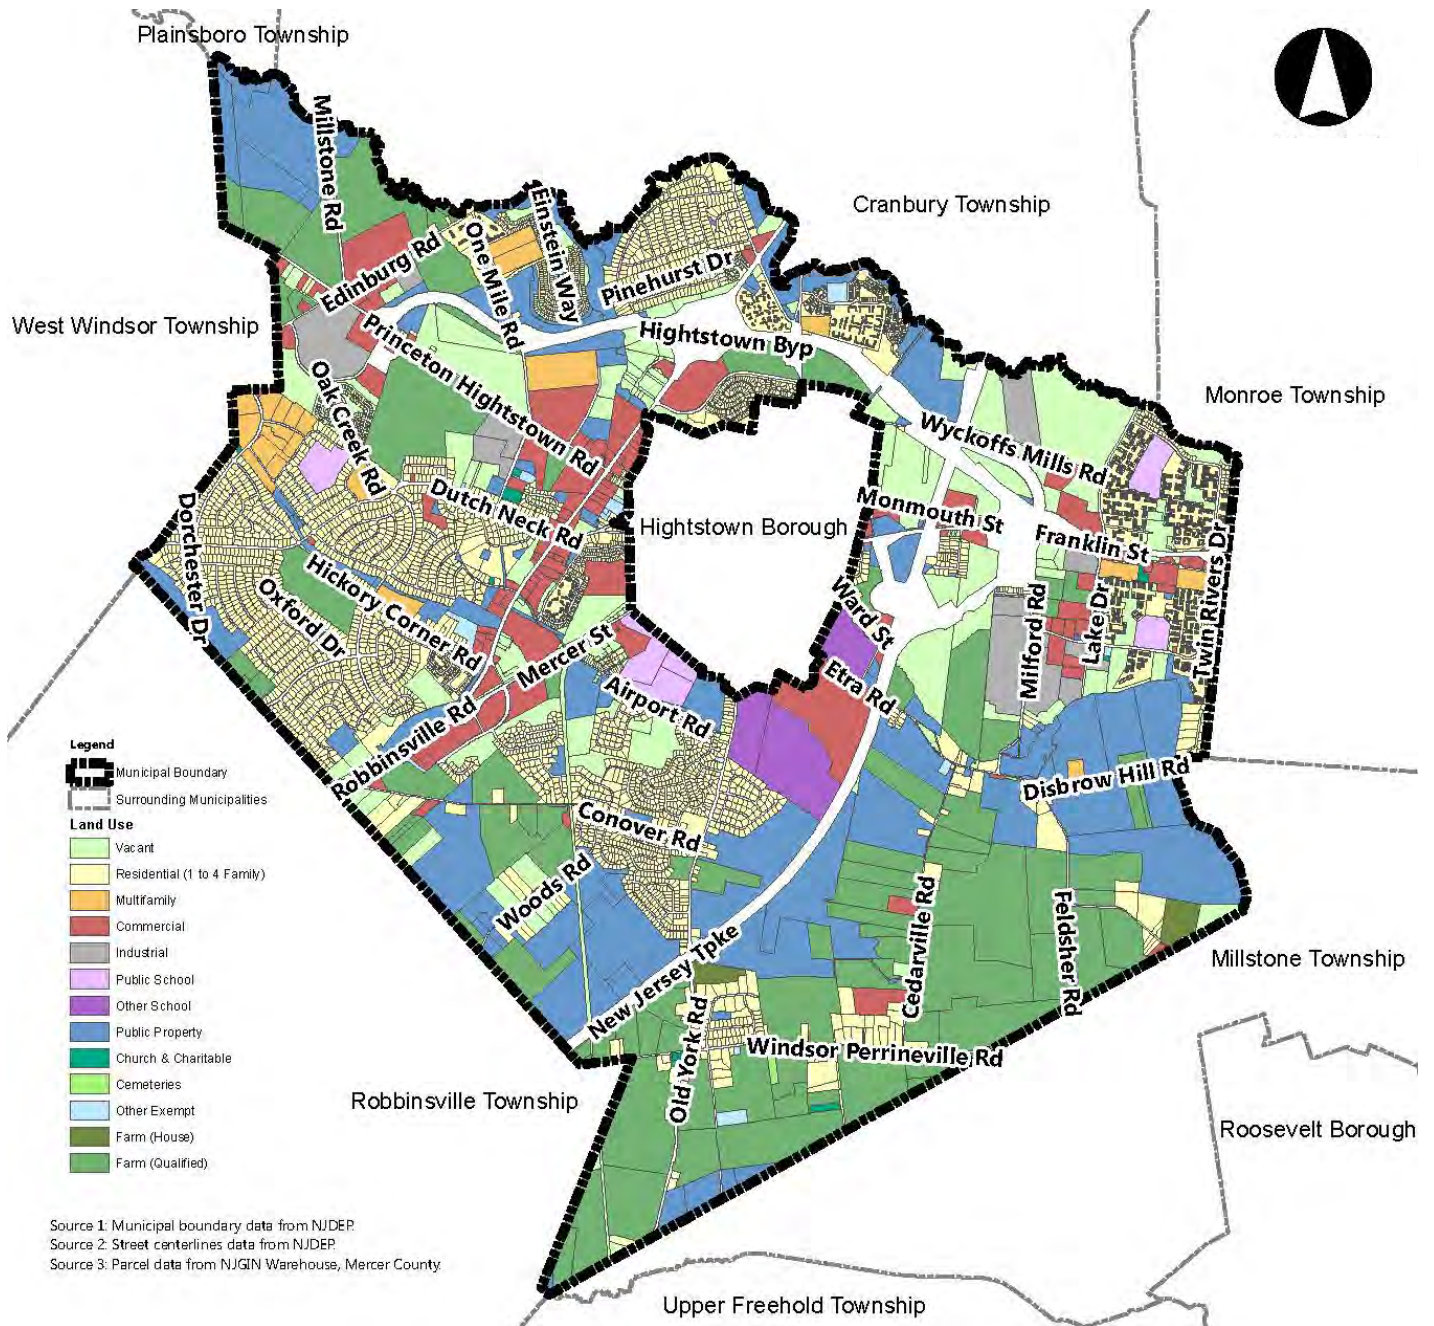 Plainsboro Township
Millstone Rd
Cranbury Township
Einstein Way
One Mile Rd
Edinburg Rd
Pinehurst Dr
West Windsor Township
Hightstown Byp
Princeton Hightstown Rd
Oak Creek Rd
Monroe Township
Wyckoffs Mills Rd
Dutch Neck Rd
Monmouth St
Hightstown Borough
Franklin St
Dorchester Dr
Hickory Corner Rd
Oxford Dr
Ward St
Milford Rd
Lake Dr
Twin Rivers Dr
Mercer St
Etra Rd
Airport Rd
Robbinsville Rd
Disbrow Hill Rd
Conover Rd
Woods Rd
Cedarville Rd
Feldsher Rd
New Jersey Tpke
Millstone Township
Old York Rd
Windsor Perrineville Rd
Robbinsville Township
Roosevelt Borough
Upper Freehold Township
Legend
Municipal Boundary
Surrounding Municipalities
Land Use
Vacant
Residential (1 to 4 Family)
Multifamily
Commercial
Industrial
Public School
Other School
Public Property
Church & Charitable
Cemeteries
Other Exempt
Farm (House)
Farm (Qualified)
Source 1: Municipal boundary data from NJDEP.
Source 2: Street centerlines data from NJDEP.
Source 3: Parcel data from NJGIN Warehouse, Mercer County.